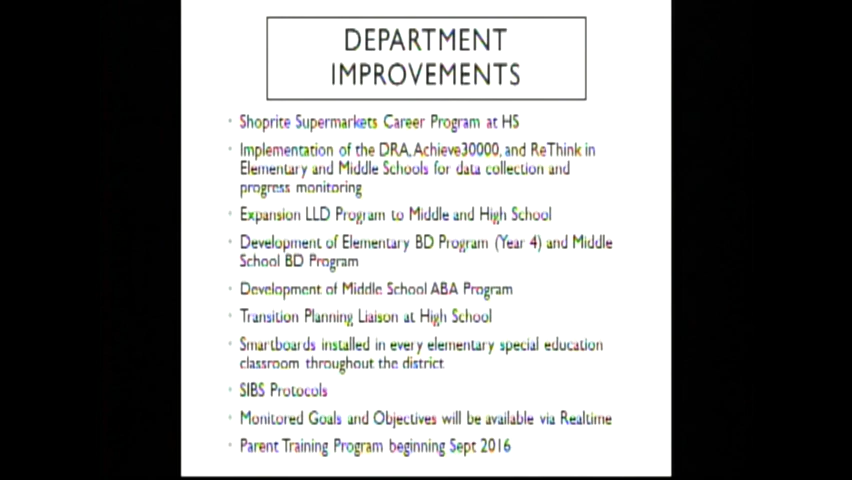 DEPARTMENT
IMPROVEMENTS
Shoprite Supermarkets Career Program at HS
Implementation of the DRA, Achieve30000, and ReThink in
Elementary and Middle Schools for data collection and
progress monitoring
Expansion LLD Program to Middle and High School
Development of Elementary BD Program (Year 4) and Middle
School BD Program
Development of Middle School ABA Program
Transition Planning Liaison at High School
Smartboards installed in every elementary special education
classroom throughout the district
SIBS Protocols
Monitored Goals and Objectives will be available via Realtime
Parent Training Program beginning Sept 2016